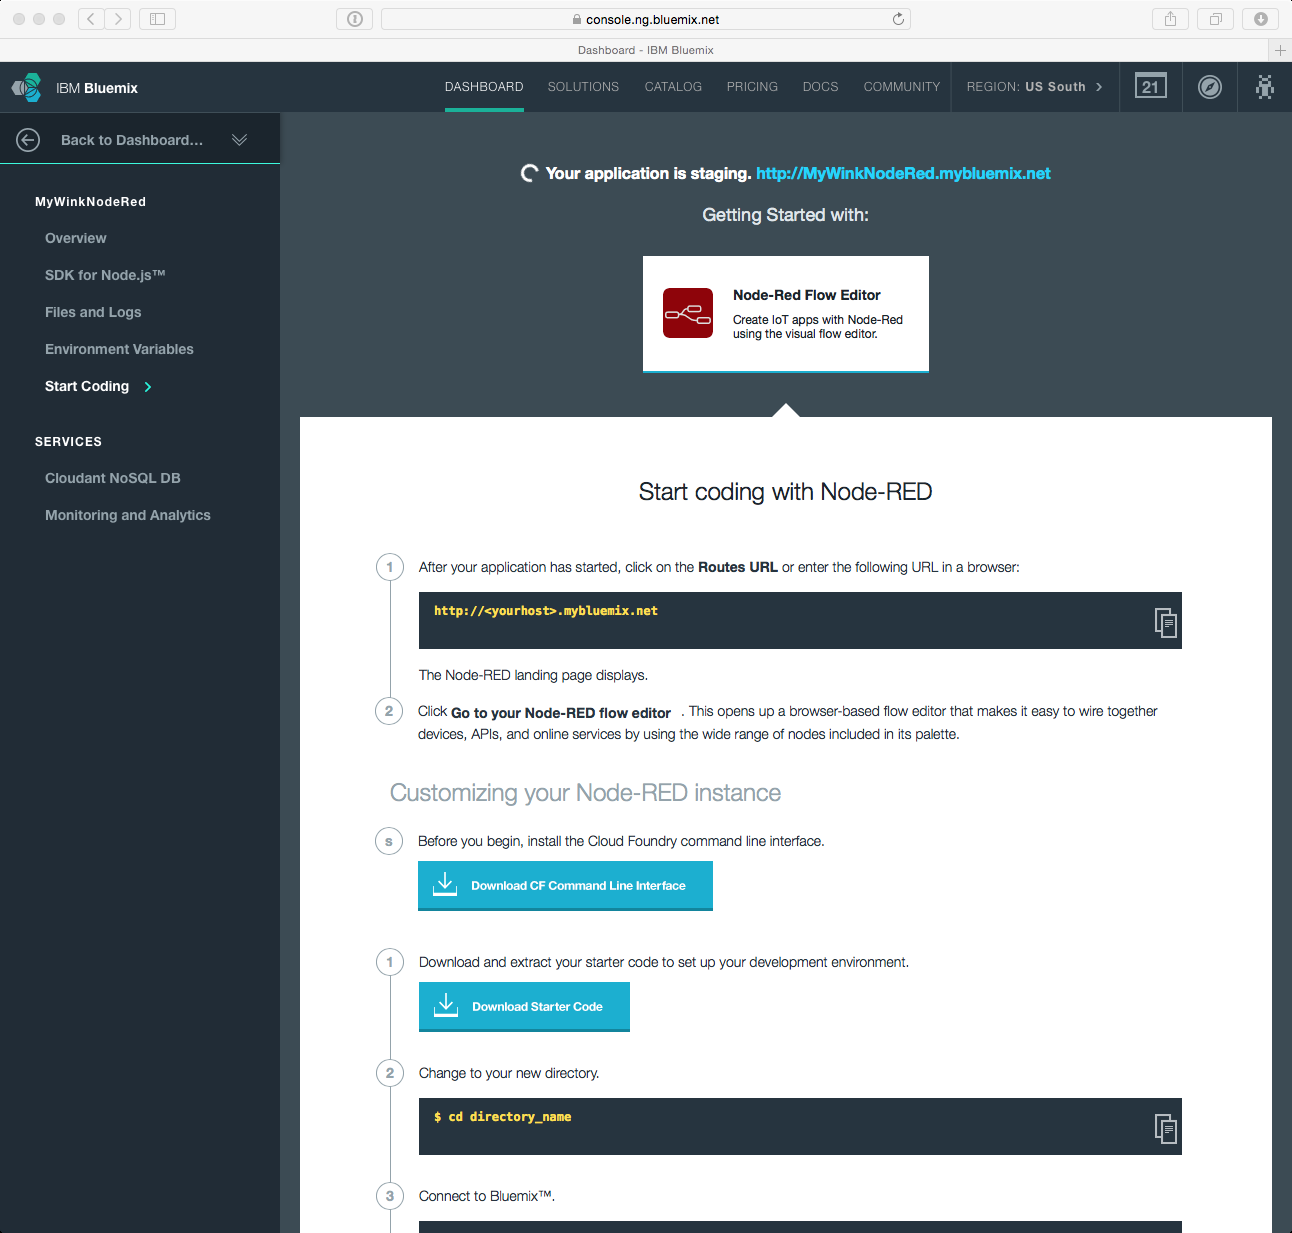 console.ng.bluemix.net
Dashboard - IBM Bluemix
IBM Bluemix
DASHBOARD
SOLUTIONS
CATALOG
PRICING
DOCS
COMMUNITY
REGION: US South
21
Back to Dashboard...
MyWinkNodeRed
Overview
SDK for Node.js™
Files and Logs
Environment Variables
Start Coding
SERVICES
Cloudant NoSQL DB
Monitoring and Analytics
Your application is staging. http://MyWinkNodeRed.mybluemix.net
Getting Started with:
Node-Red Flow Editor
Create IoT apps with Node-Red
using the visual flow editor.
Start coding with Node-RED
1 After your application has started, click on the Routes URL or enter the following URL in a browser:
http://<yourhost>.mybluemix.net
The Node-RED landing page displays.
2 Click Go to your Node-RED flow editor . This opens up a browser-based flow editor that makes it easy to wire together
devices, APIs, and online services by using the wide range of nodes included in its palette.
Customizing your Node-RED instance
s Before you begin, install the Cloud Foundry command line interface.
Download CF Command Line Interface
1 Download and extract your starter code to set up your development environment.
Download Starter Code
2 Change to your new directory.
$ cd directory_name
3 Connect to Bluemix™.